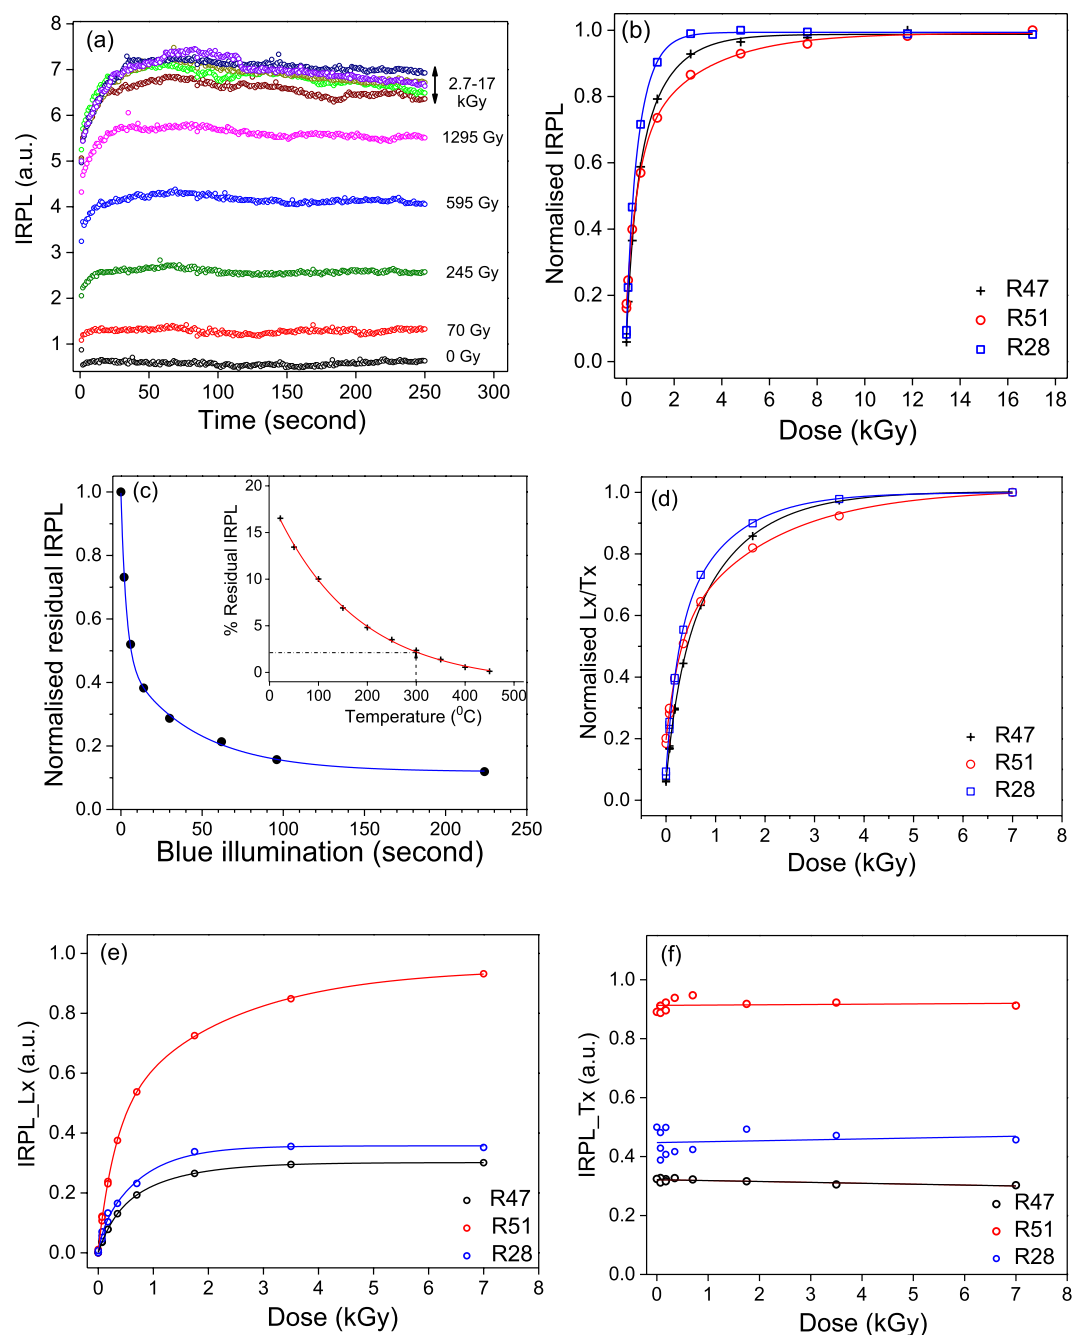 (a)
8
7
6
5
4
3
2
1
IRPL (a.u.)
2.7-17
kGy
1295 Gy
595 Gy
245 Gy
70 Gy
0 Gy
0 50 100 150 200 250 300
Time (second)
(b)
1.0
0.8
0.6
0.4
0.2
0.0
Normalised IRPL
R47
R51
R28
0 2 4 6 8 10 12 14 16 18
Dose (kGy)
(c)
1.0
0.8
0.6
0.4
0.2
0.0
Normalised residual IRPL
20
15
10
5
0
% Residual IRPL
0 100 200 300 400 500
Temperature (⁰C)
0 50 100 150 200 250
Blue illumination (second)
(d)
1.0
0.8
0.6
0.4
0.2
0.0
Normalised Lx/Tx
R47
R51
R28
0 1 2 3 4 5 6 7 8
Dose (kGy)
(e)
1.0
0.8
0.6
0.4
0.2
0.0
IRPL_Lx (a.u.)
R47
R51
R28
0 1 2 3 4 5 6 7 8
Dose (kGy)
(f)
1.0
0.8
0.6
0.4
0.2
0.0
IRPL_Tx (a.u.)
R47
R51
R28
0 1 2 3 4 5 6 7 8
Dose (kGy)